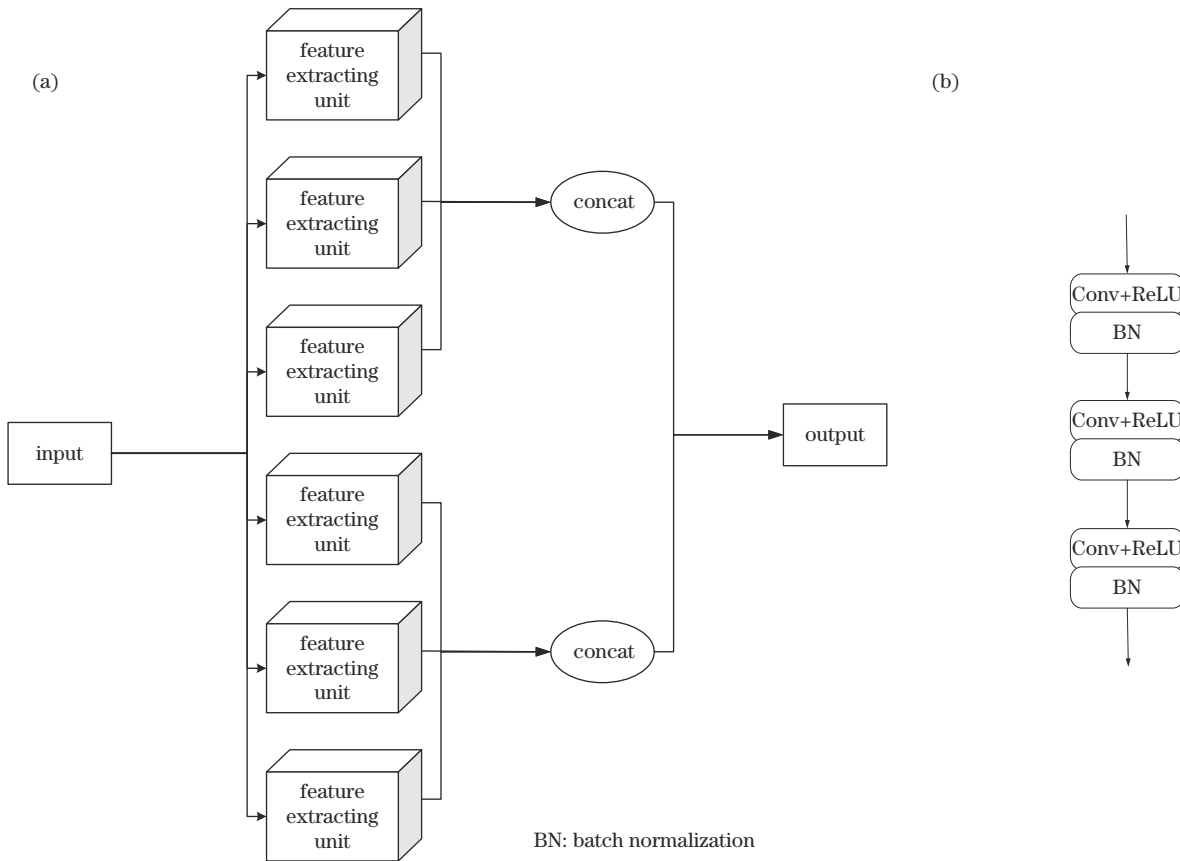 (a)
feature
extracting
unit
feature
extracting
unit
feature
extracting
unit
feature
extracting
unit
feature
extracting
unit
feature
extracting
unit
input
concat
concat
output
BN: batch normalization
(b)
Conv+ReLU
BN
Conv+ReLU
BN
Conv+ReLU
BN